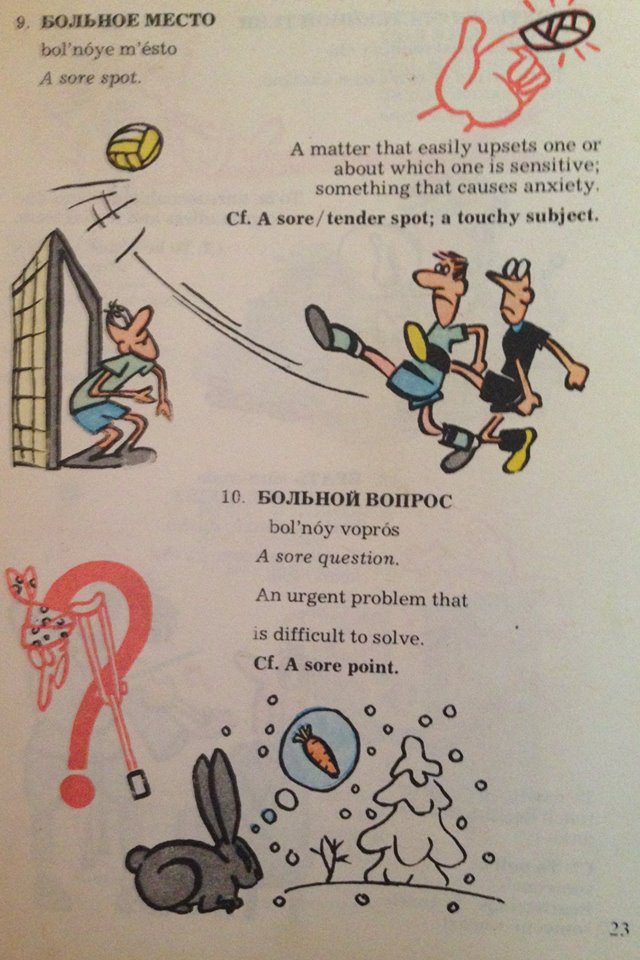 9. БОЛЬНОЕ МЕСТО
bol'nóye m'ésto
A sore spot.
A matter that easily upsets one or
about which one is sensitive;
something that causes anxiety.
Cf. A sore/tender spot; a touchy subject.
10. БОЛЬНОЙ ВОПРОС
bol'nóy voprós
A sore question.
An urgent problem that
is difficult to solve.
Cf. A sore point.
23